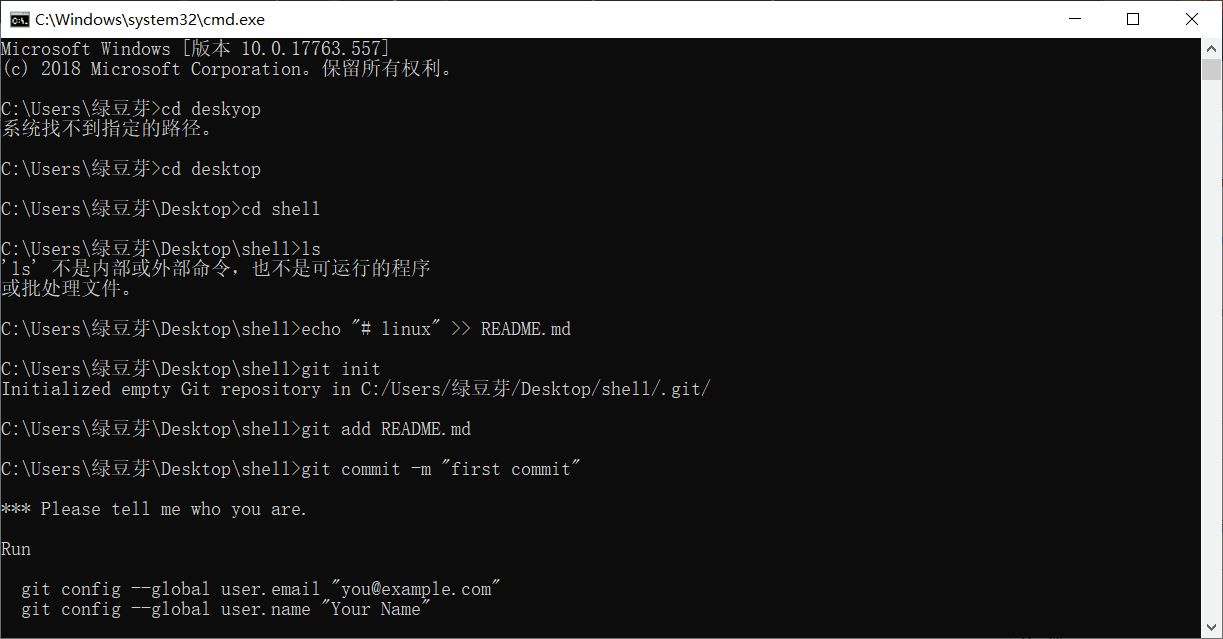 C:\Windows\system32\cmd.exe
Microsoft Windows [版本 10.0.17763.557]
(c) 2018 Microsoft Corporation。保留所有权利。
C:\Users\绿豆芽>cd deskyop
系统找不到指定的路径。
C:\Users\绿豆芽>cd desktop
C:\Users\绿豆芽\Desktop>cd shell
C:\Users\绿豆芽\Desktop\shell>ls
'ls' 不是内部或外部命令，也不是可运行的程序
或批处理文件。
C:\Users\绿豆芽\Desktop\shell>echo "# linux" >> README.md
C:\Users\绿豆芽\Desktop\shell>git init
Initialized empty Git repository in C:/Users/绿豆芽/Desktop/shell/.git/
C:\Users\绿豆芽\Desktop\shell>git add README.md
C:\Users\绿豆芽\Desktop\shell>git commit -m "first commit"
*** Please tell me who you are.
Run
  git config --global user.email "you@example.com"
  git config --global user.name "Your Name"